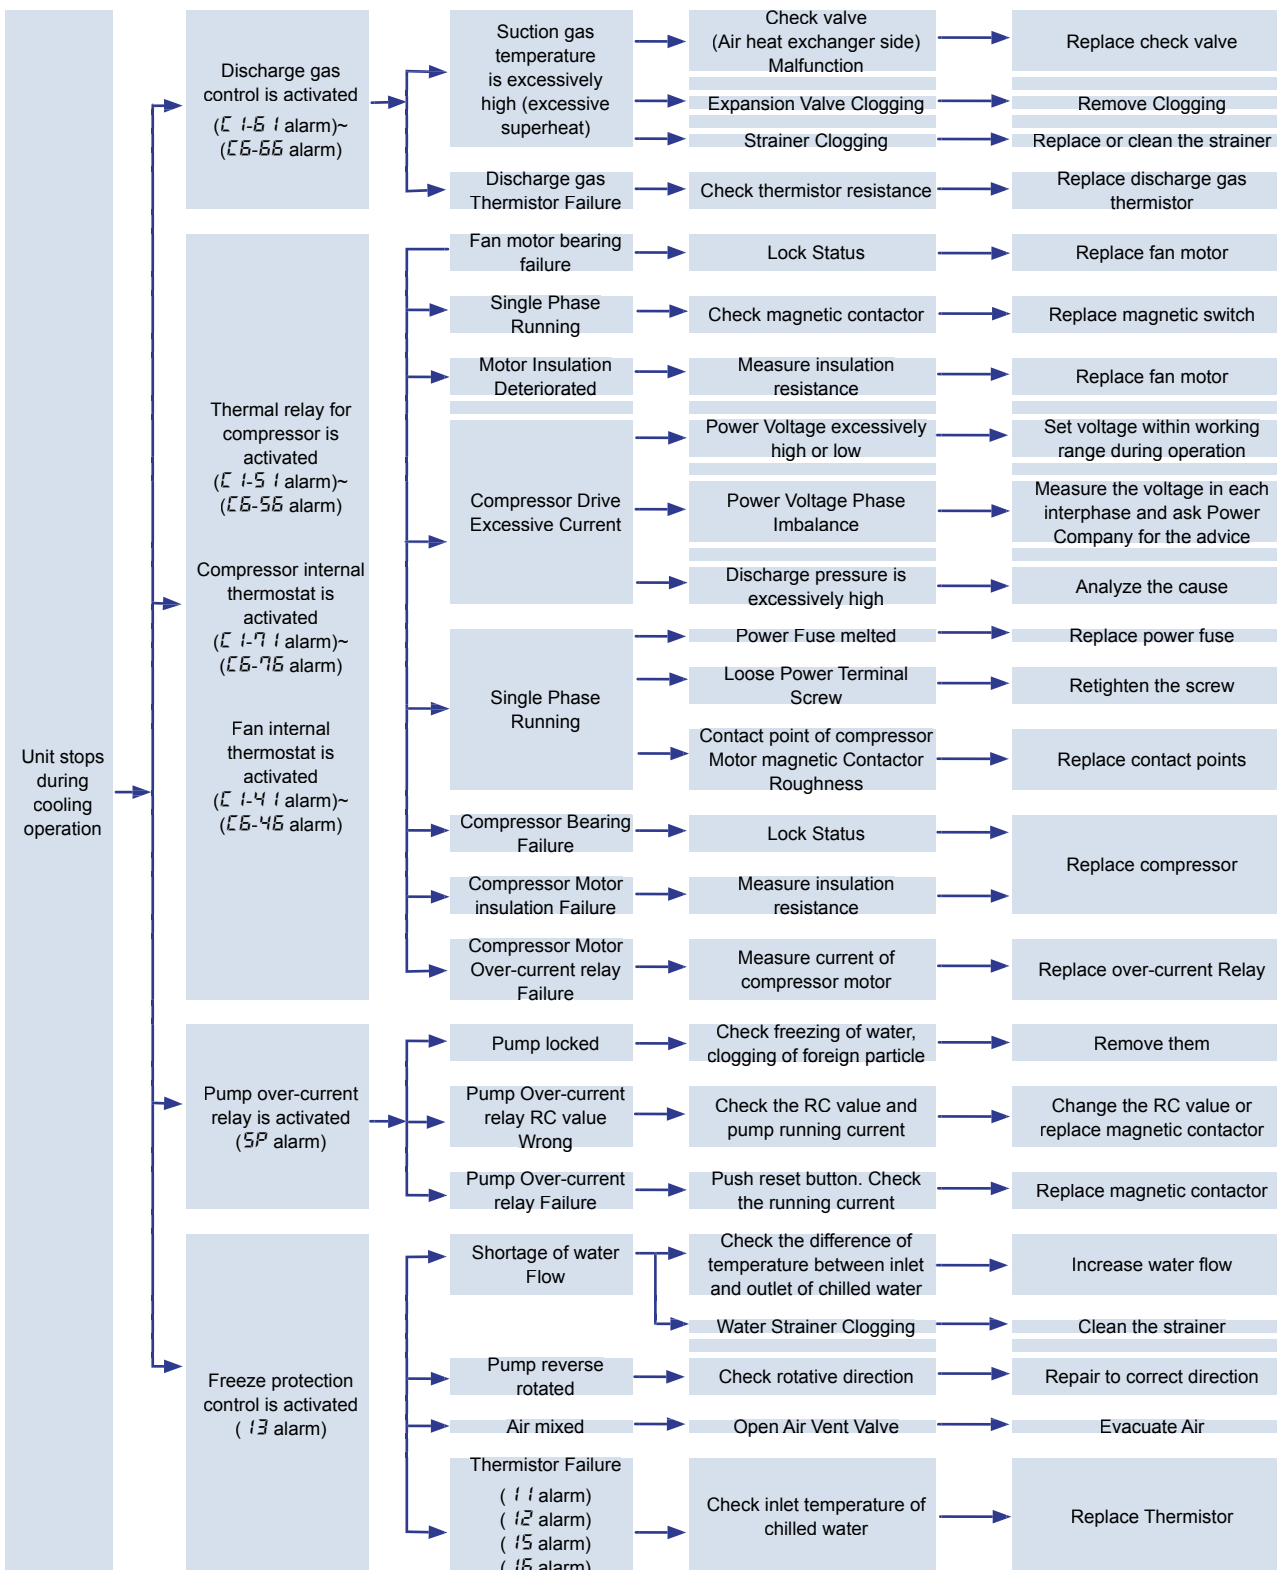 Unit stops
during
cooling
operation
Discharge gas
control is activated
(C1-61 alarm)~
(C6-66 alarm)
Suction gas
temperature
is excessively
high (excessive
superheat)
Check valve
(Air heat exchanger side)
Malfunction
Replace check valve
Expansion Valve Clogging
Remove Clogging
Strainer Clogging
Replace or clean the strainer
Discharge gas
Thermistor Failure
Check thermistor resistance
Replace discharge gas
thermistor
Thermal relay for
compressor is
activated
(C1-51 alarm)~
(C6-56 alarm)
Compressor internal
thermostat is
activated
(C1-71 alarm)~
(C6-76 alarm)
Fan internal
thermostat is
activated
(C1-41 alarm)~
(C6-46 alarm)
Fan motor bearing
failure
Lock Status
Replace fan motor
Single Phase
Running
Check magnetic contactor
Replace magnetic switch
Motor Insulation
Deteriorated
Measure insulation
resistance
Replace fan motor
Compressor Drive
Excessive Current
Power Voltage excessively
high or low
Set voltage within working
range during operation
Power Voltage Phase
Imbalance
Measure the voltage in each
interphase and ask Power
Company for the advice
Discharge pressure is
excessively high
Analyze the cause
Single Phase
Running
Power Fuse melted
Replace power fuse
Loose Power Terminal
Screw
Retighten the screw
Contact point of compressor
Motor magnetic Contactor
Roughness
Replace contact points
Compressor Bearing
Failure
Lock Status
Replace compressor
Compressor Motor
insulation Failure
Measure insulation
resistance
Compressor Motor
Over-current relay
Failure
Measure current of
compressor motor
Replace over-current Relay
Pump over-current
relay is activated
(5P alarm)
Pump locked
Check freezing of water,
clogging of foreign particle
Remove them
Pump Over-current
relay RC value
Wrong
Check the RC value and
pump running current
Change the RC value or
replace magnetic contactor
Pump Over-current
relay Failure
Push reset button. Check
the running current
Replace magnetic contactor
Freeze protection
control is activated
(13 alarm)
Shortage of water
Flow
Check the difference of
temperature between inlet
and outlet of chilled water
Increase water flow
Water Strainer Clogging
Clean the strainer
Pump reverse
rotated
Check rotative direction
Repair to correct direction
Air mixed
Open Air Vent Valve
Evacuate Air
Thermistor Failure
(11 alarm)
(12 alarm)
(15 alarm)
(16 alarm)
Check inlet temperature of
chilled water
Replace Thermistor